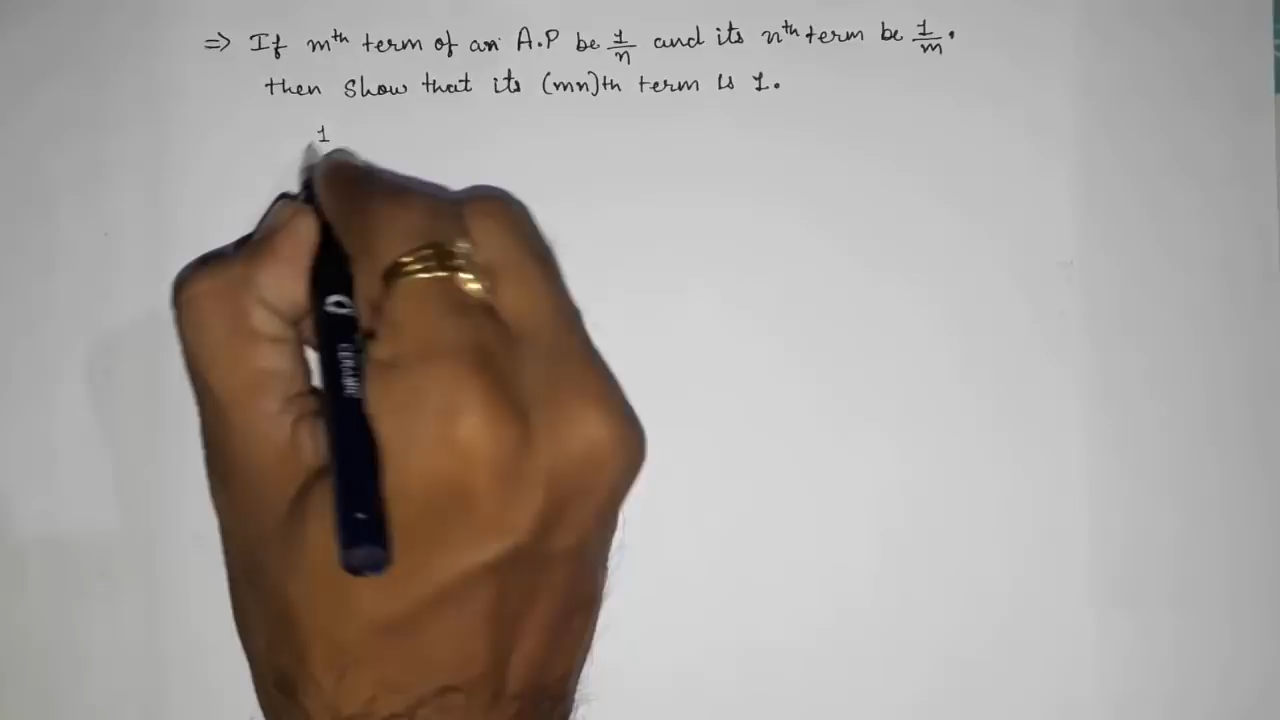 => If mth term of an A.P be 1/n and its nth term be 1/m.
then show that its (mn)th term is 1.
1